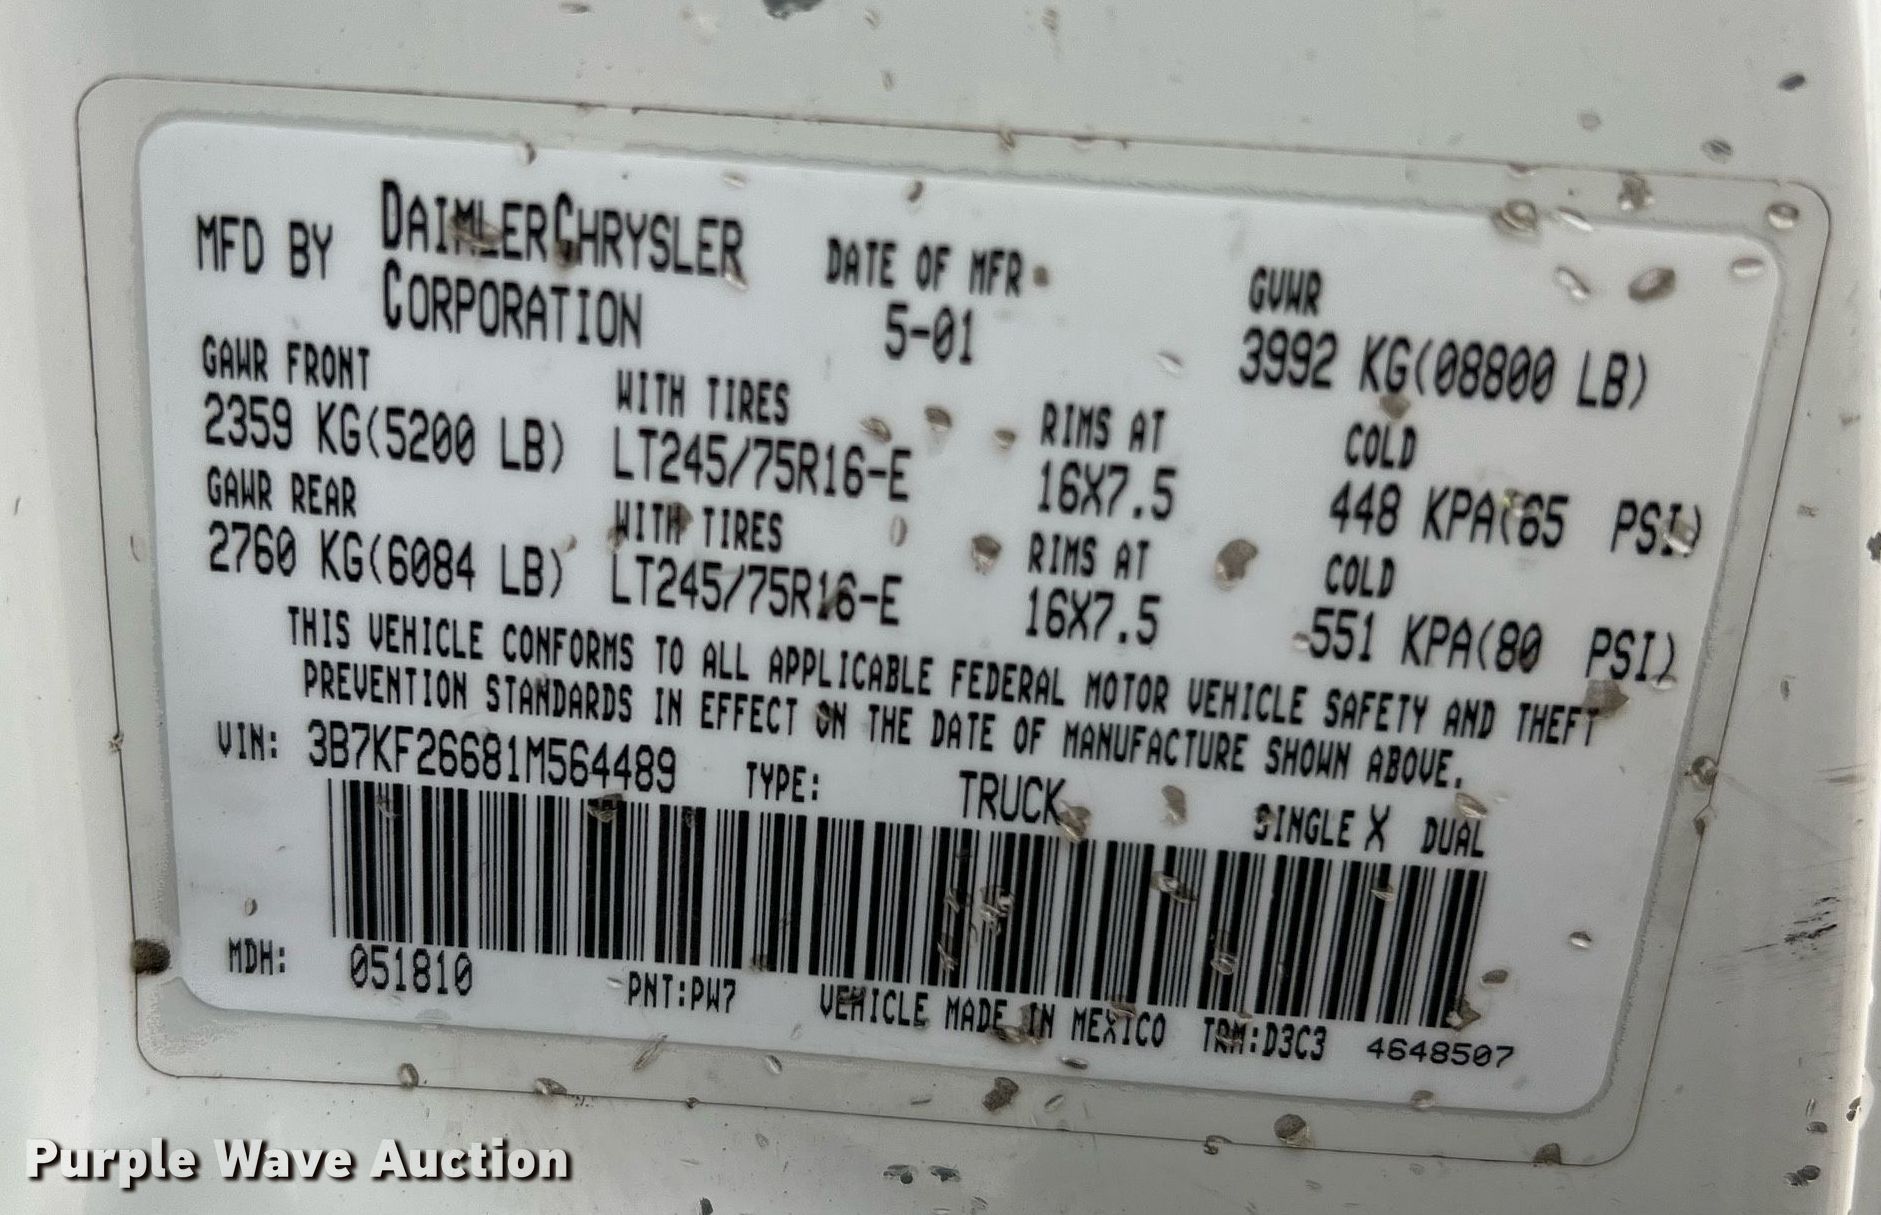 MFD BY DAIMLERCHRYSLER CORPORATION
DATE OF MFR 5-01
GVWR 3992 KG(08800 LB)
GAWR FRONT WITH TIRES RIMS AT COLD
2359 KG(5200 LB) LT245/75R16-E 16X7.5 448 KPA(65 PSI)
GAWR REAR WITH TIRES RIMS AT COLD
2760 KG(6084 LB) LT245/75R16-E 16X7.5 551 KPA(80 PSI)
THIS VEHICLE CONFORMS TO ALL APPLICABLE FEDERAL MOTOR VEHICLE SAFETY AND THEFT
PREVENTION STANDARDS IN EFFECT ON THE DATE OF MANUFACTURE SHOWN ABOVE.
VIN: 3B7KF26681M564489 TYPE: TRUCK SINGLE X DUAL
MDH: 051810 PNT:PW7 VEHICLE MADE IN MEXICO TRM:D3C3 4648507
Purple Wave Auction